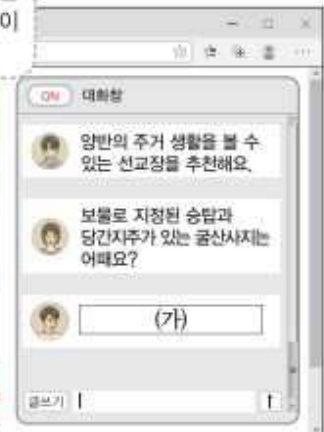 이
ON 대화창
양반의 주거 생활을 볼 수
있는 선교장을 추천해요.
보물로 지정된 승탑과
당간지주가 있는 굴산사지는
어때요?
(가)
글쓰기